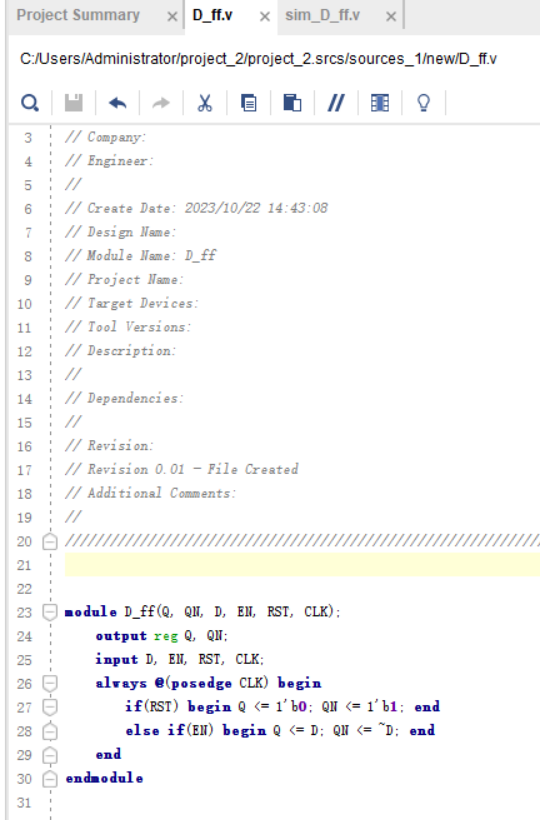 Project Summary × D_ff.v × sim_D_ff.v ×
C:/Users/Administrator/project_2/project_2.srcs/sources_1/new/D_ff.v
3 // Company:
4 // Engineer:
5 //
6 // Create Date: 2023/10/22 14:43:08
7 // Design Name:
8 // Module Name: D_ff
9 // Project Name:
10 // Target Devices:
11 // Tool Versions:
12 // Description:
13 //
14 // Dependencies:
15 //
16 // Revision:
17 // Revision 0.01 - File Created
18 // Additional Comments:
19 //
20 //////////////////////////////////////////////////////////////////
21
22
23 module D_ff(Q, QN, D, EN, RST, CLK);
24 output reg Q, QN;
25 input D, EN, RST, CLK;
26 always @(posedge CLK) begin
27 if(RST) begin Q <= 1'b0; QN <= 1'b1; end
28 else if(EN) begin Q <= D; QN <= ~D; end
29 end
30 endmodule
31